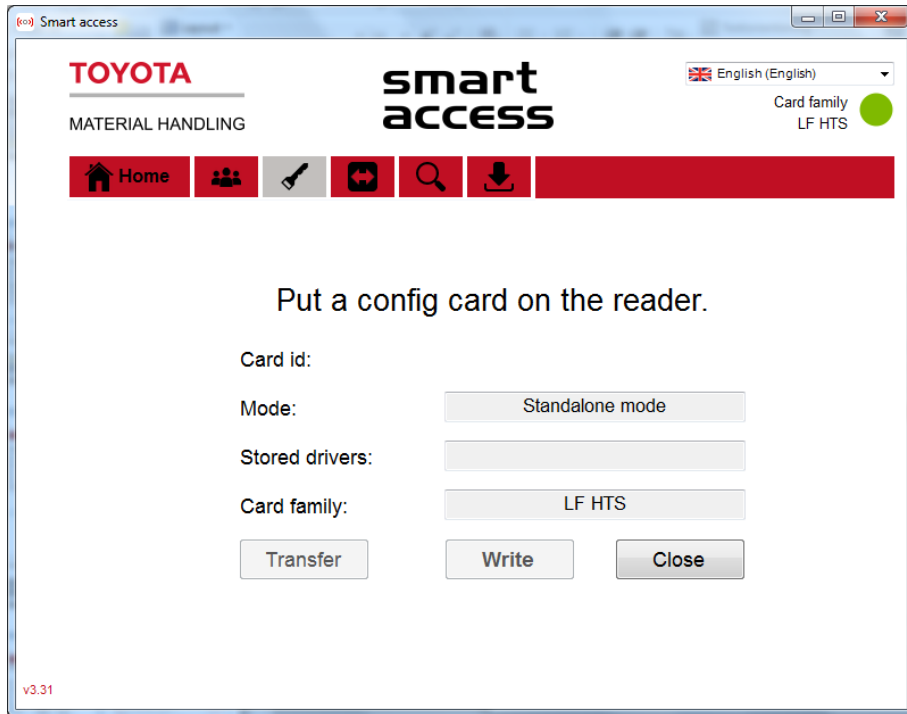 Smart access
TOYOTA
MATERIAL HANDLING
smart
access
English (English)
Card family
LF HTS
Home
Put a config card on the reader.
Card id:
Mode: Standalone mode
Stored drivers:
Card family: LF HTS
Transfer Write Close
v3.31